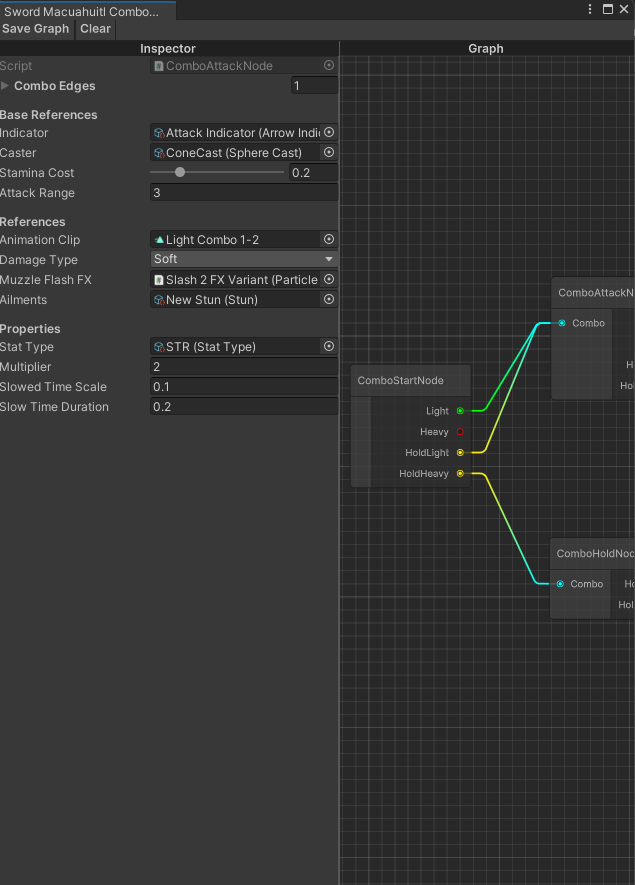 Sword Macuahuitl Combo...
Save Graph Clear
Inspector
Graph
Script ComboAttackNode
Combo Edges 1
Base References
Indicator Attack Indicator (Arrow Indi
Caster ConeCast (Sphere Cast)
Stamina Cost 0.2
Attack Range 3
References
Animation Clip Light Combo 1-2
Damage Type Soft
Muzzle Flash FX Slash 2 FX Variant (Particle
Ailments New Stun (Stun)
Properties
Stat Type STR (Stat Type)
Multiplier 2
Slowed Time Scale 0.1
Slow Time Duration 0.2
ComboAttackN
Combo
H
Ho
ComboStartNode
Light
Heavy
HoldLight
HoldHeavy
ComboHoldNod
Combo Ho
Hol